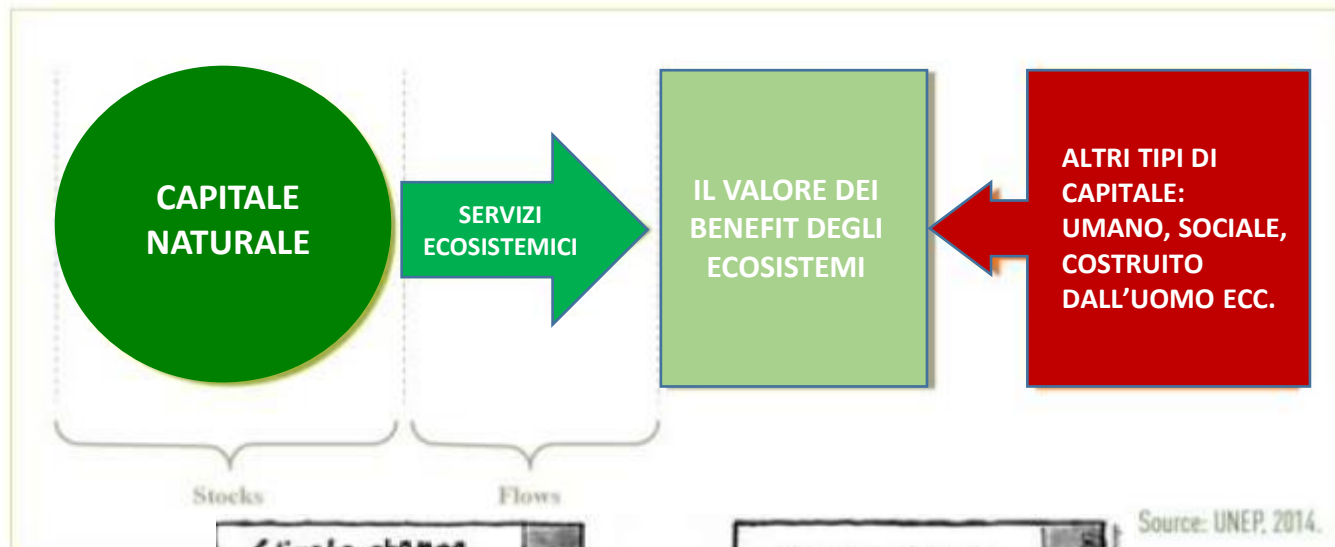 CAPITALE
NATURALE
SERVIZI
ECOSISTEMICI
IL VALORE DEI
BENEFIT DEGLI
ECOSISTEMI
ALTRI TIPI DI
CAPITALE:
UMANO, SOCIALE,
COSTRUITO
DALL’UOMO ECC.
Stocks
Flows
Source: UNEP, 2014.